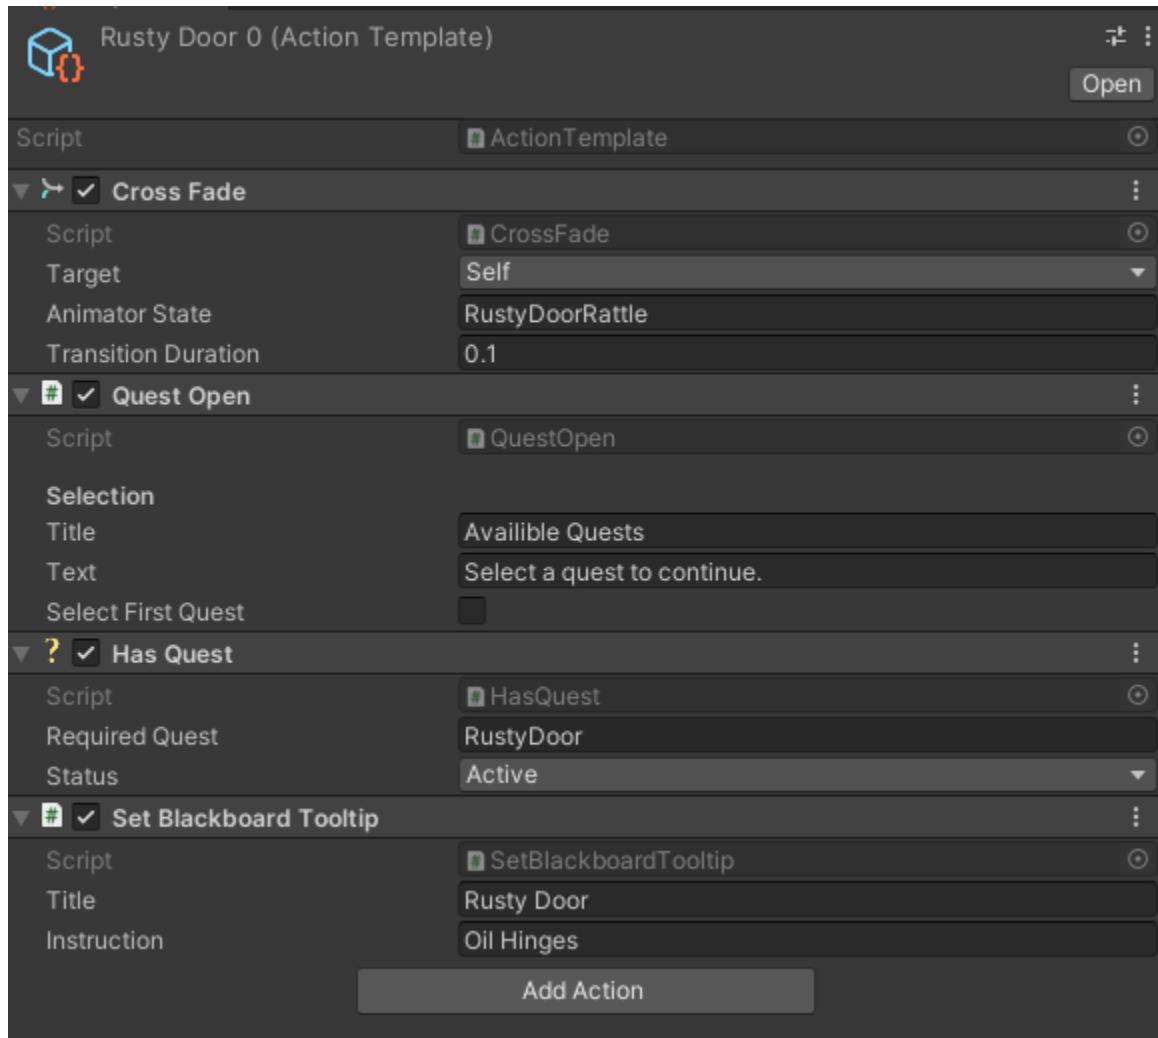 Rusty Door 0 (Action Template)
Open
Script ActionTemplate
Cross Fade
Script CrossFade
Target Self
Animator State RustyDoorRattle
Transition Duration 0.1
Quest Open
Script QuestOpen
Selection
Title Availible Quests
Text Select a quest to continue.
Select First Quest
Has Quest
Script HasQuest
Required Quest RustyDoor
Status Active
Set Blackboard Tooltip
Script SetBlackboardTooltip
Title Rusty Door
Instruction Oil Hinges
Add Action